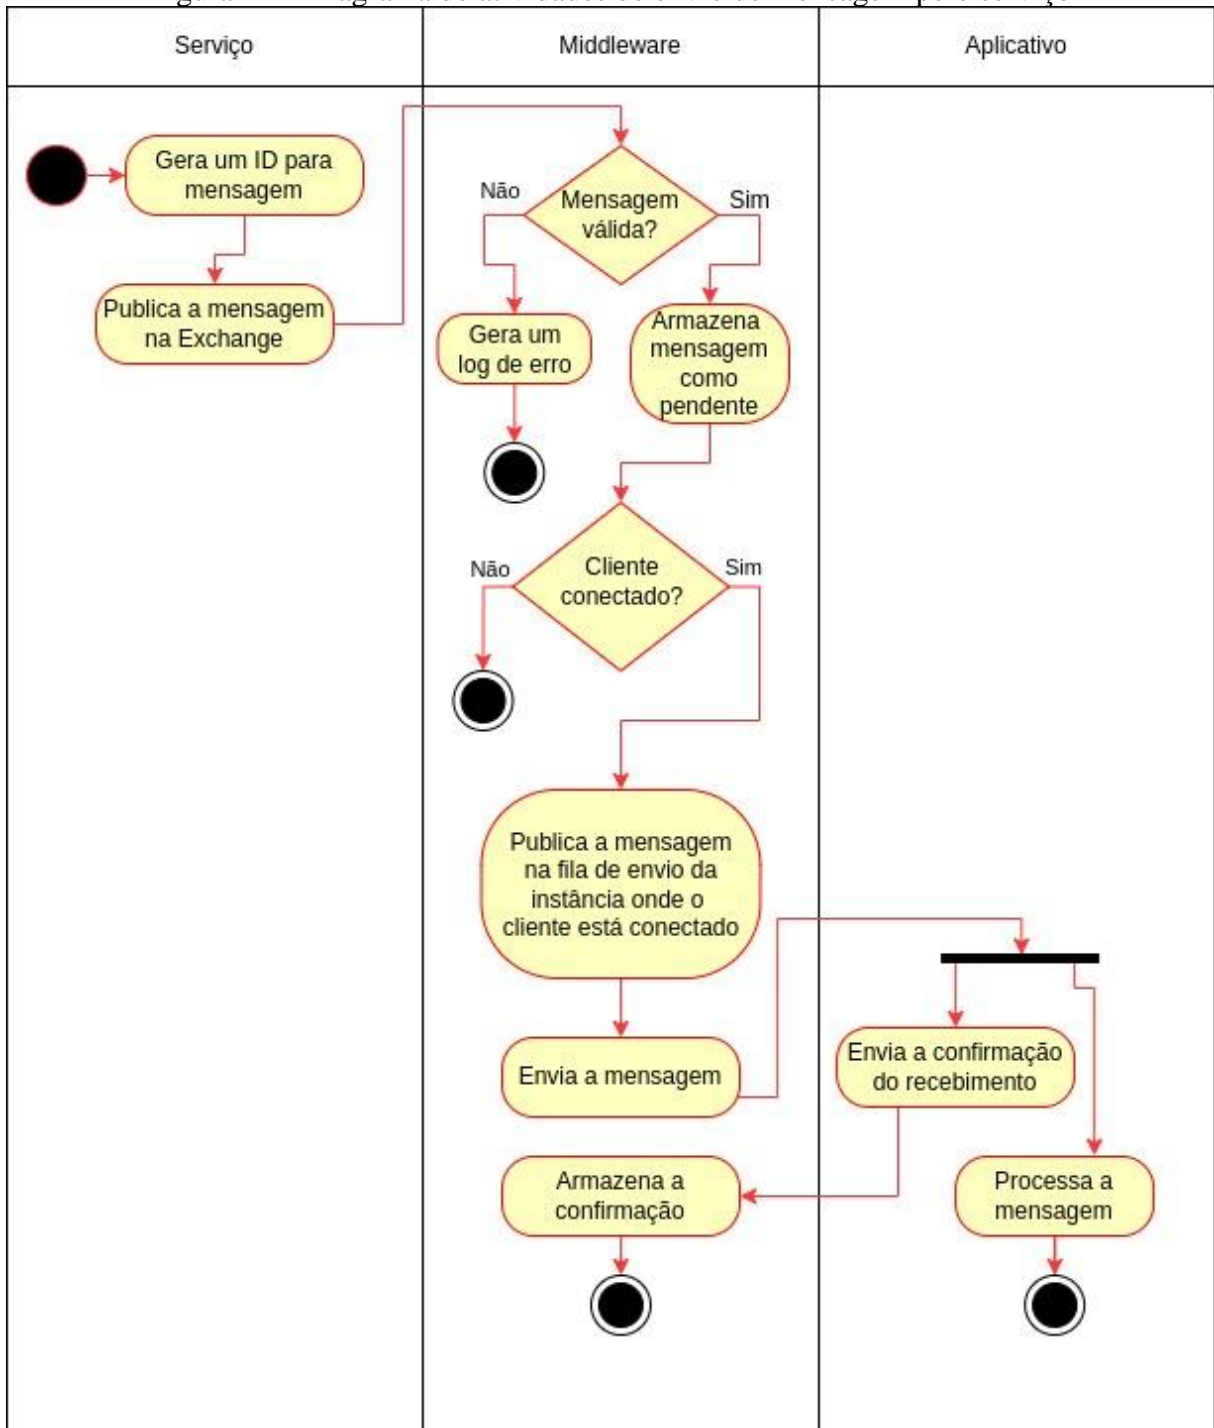 Serviço
Middleware
Aplicativo
Gera um ID para
mensagem
Publica a mensagem
na Exchange
Mensagem
válida?
Não
Sim
Gera um
log de erro
Armazena
mensagem
como
pendente
Cliente
conectado?
Não
Sim
Publica a mensagem
na fila de envio da
instância onde o
cliente está conectado
Envia a mensagem
Envia a confirmação
do recebimento
Armazena a
confirmação
Processa a
mensagem